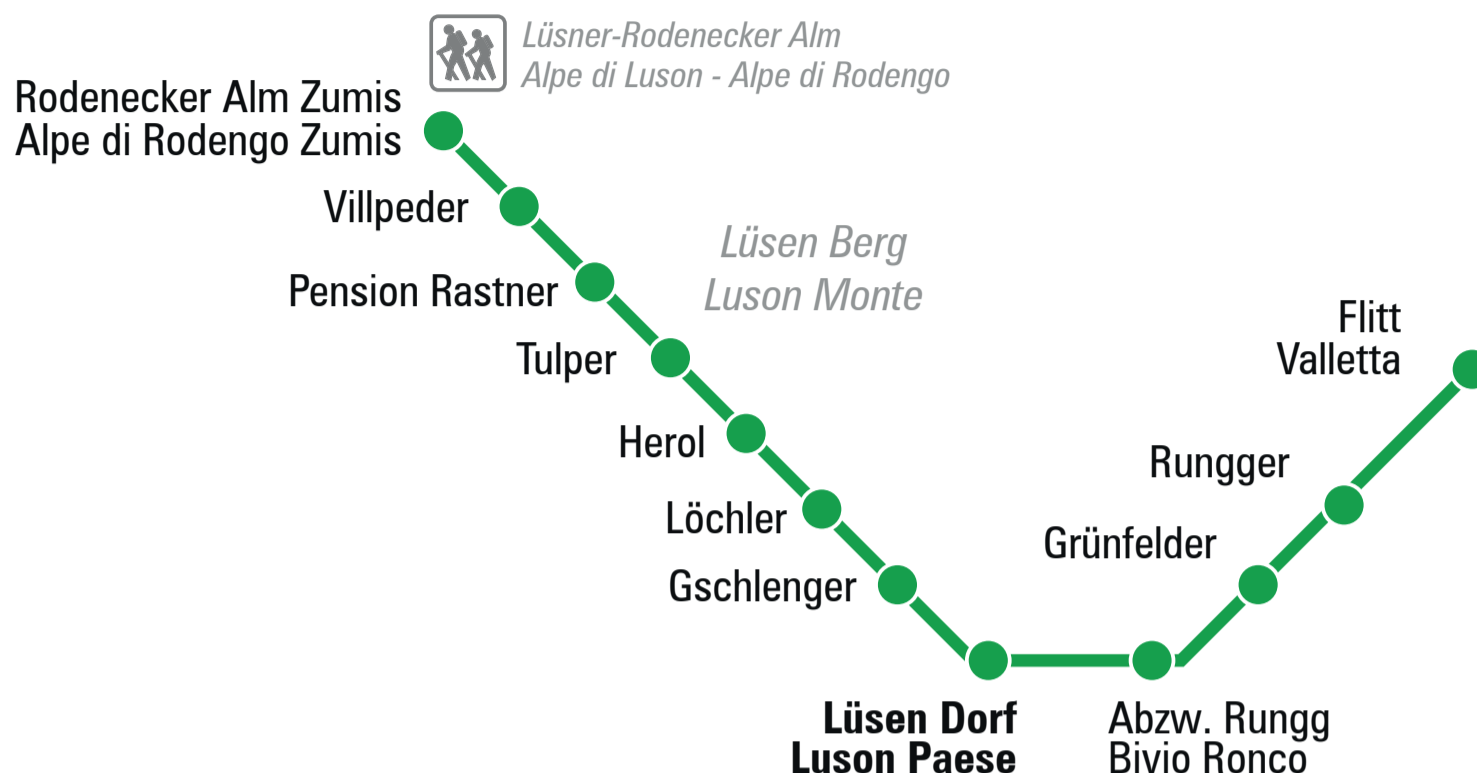 Lüsner-Rodenecker Alm
Alpe di Luson - Alpe di Rodengo
Rodenecker Alm Zumis
Alpe di Rodengo Zumis
Villpeder
Lüsen Berg
Luson Monte
Pension Rastner
Flitt
Valletta
Tulper
Herol
Rungger
Löchler
Grünfelder
Gschlenger
Lüsen Dorf
Luson Paese
Abzw. Rungg
Bivio Ronco